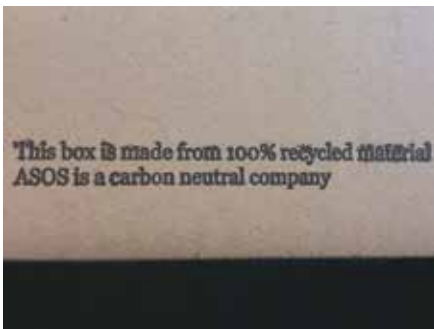 This box is made from 100% recycled material
ASOS is a carbon neutral company